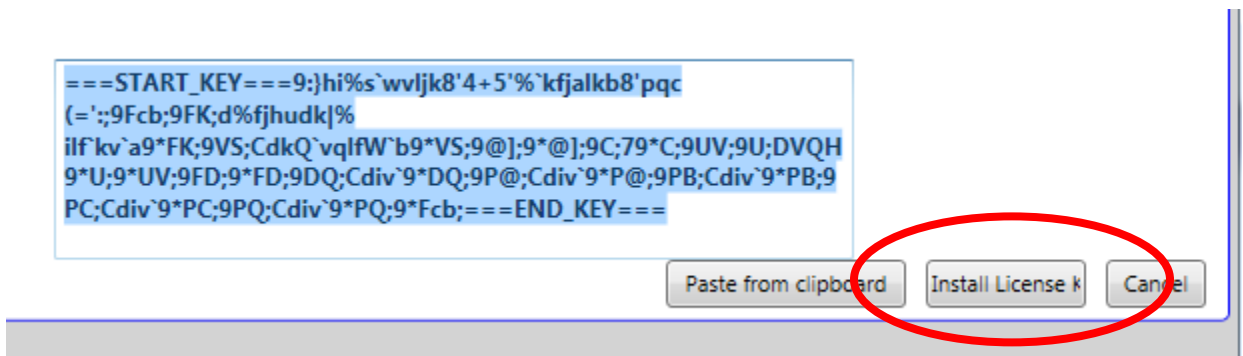 ===START_KEY===9:}hi%s`wvljk8'4+5'%`kfjalkb8'pqc
(=':;9Fcb;9FK;d%fjhudk|%
ilf`kv`a9*FK;9VS;CdkQ`vqlfW`b9*VS;9@];9*@];9C;79*C;9UV;9U;DVQH
9*U;9*UV;9FD;9*FD;9DQ;Cdiv`9*DQ;9P@;Cdiv`9*P@;9PB;Cdiv`9*PB;9
PC;Cdiv`9*PC;9PQ;Cdiv`9*PQ;9*Fcb;===END_KEY===
Paste from clipboard Install License K Cancel